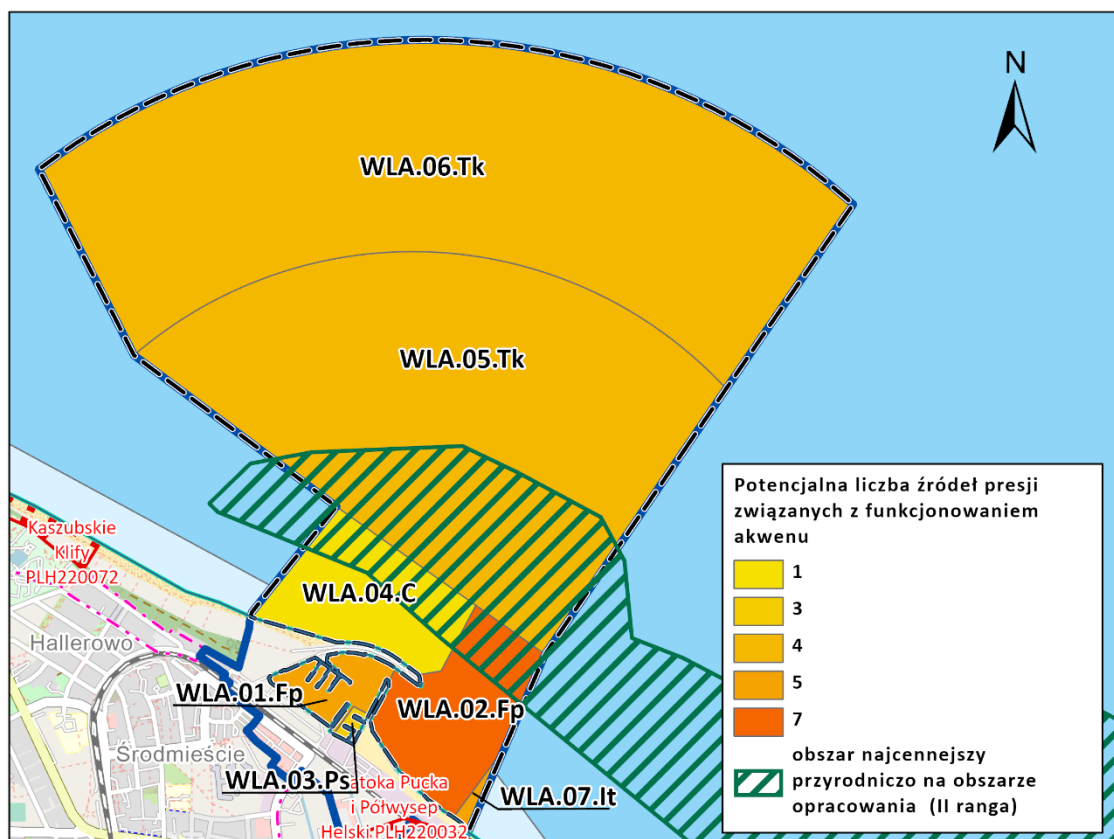 N
WLA.06.Tk
WLA.05.Tk
Kaszubskie
Klify
PLH220072
WLA.04.C
Hallerowo
WLA.01.Fp
WLA.02.Fp
Śródmieście
WLA.03.Ps
atoka Pucka
i Półwysep
Helski PLH220032
WLA.07.It
Potencjalna liczba źródeł presji
związanych z funkcjonowaniem
akwenu
1
3
4
5
7
obszar najcenniejszy
przyrodniczo na obszarze
opracowania (II ranga)